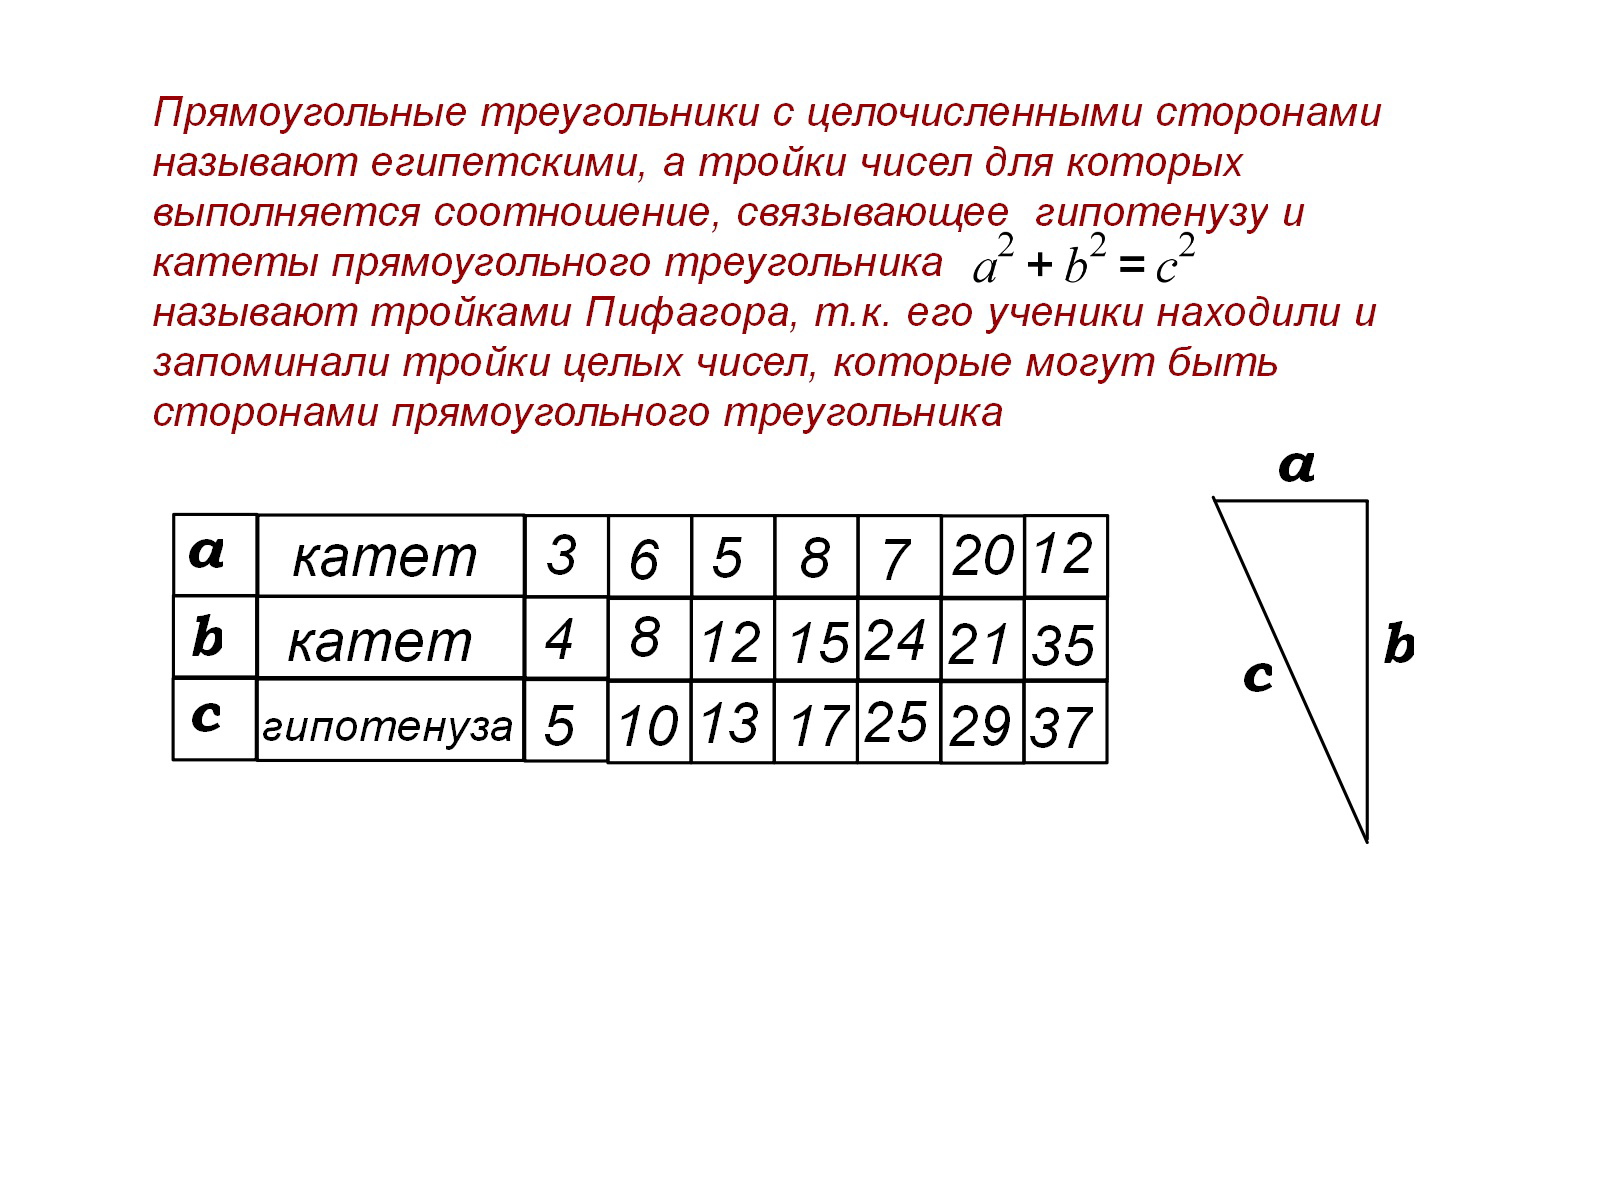 Прямоугольные треугольники с целочисленными сторонами
называют египетскими, а тройки чисел для которых
выполняется соотношение, связывающее гипотенузу и
катеты прямоугольного треугольника a² + b² = c²
называют тройками Пифагора, т.к. его ученики находили и
запоминали тройки целых чисел, которые могут быть
сторонами прямоугольного треугольника
a катет 3 6 5 8 7 20 12
b катет 4 8 12 15 24 21 35
c гипотенуза 5 10 13 17 25 29 37
a
b
c